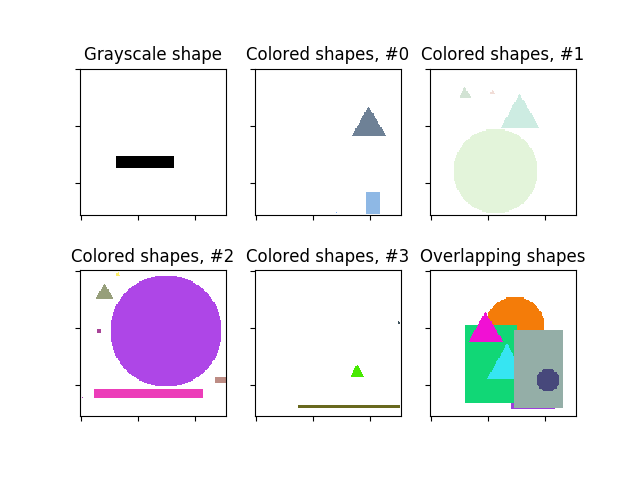 Grayscale shape
Colored shapes, #0
Colored shapes, #1
Colored shapes, #2
Colored shapes, #3
Overlapping shapes